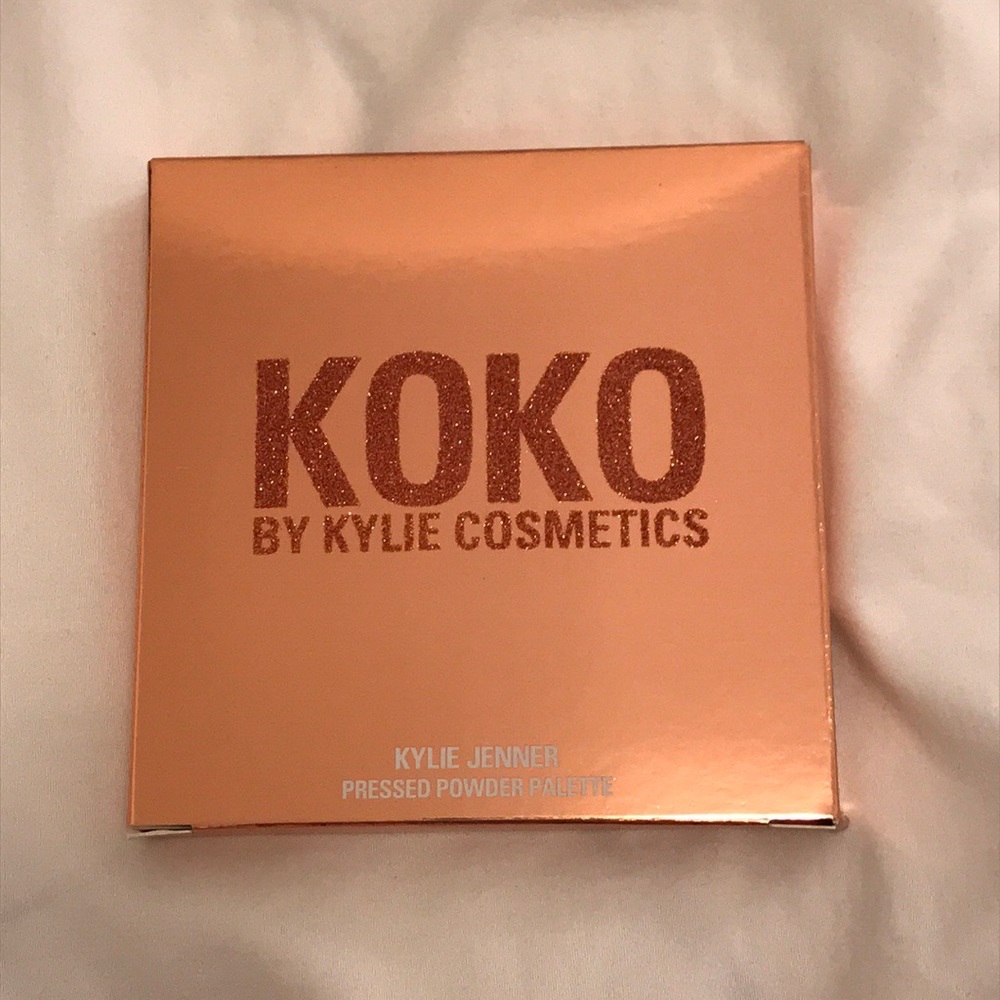 KOKO
BY KYLIE COSMETICS
KYLIE JENNER
PRESSED POWDER PALETTE